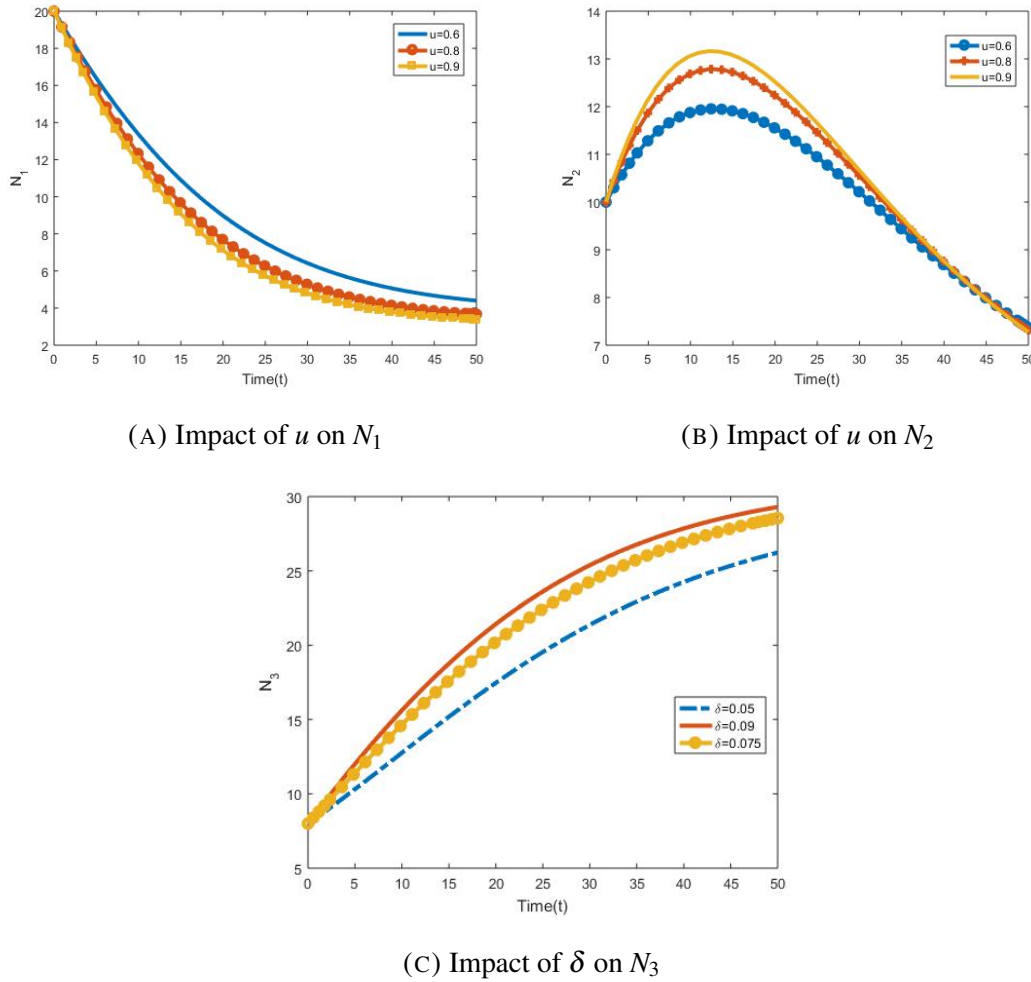 20
18
16
14
12
10
8
6
4
2
N1
0 5 10 15 20 25 30 35 40 45 50
Time(t)
u=0.6
u=0.8
u=0.9
(A) Impact of u on N1
14
13
12
11
10
9
8
7
N2
0 5 10 15 20 25 30 35 40 45 50
Time(t)
u=0.6
u=0.8
u=0.9
(B) Impact of u on N2
30
25
20
15
10
5
N3
0 5 10 15 20 25 30 35 40 45 50
Time(t)
δ=0.05
δ=0.09
δ=0.075
(C) Impact of δ on N3